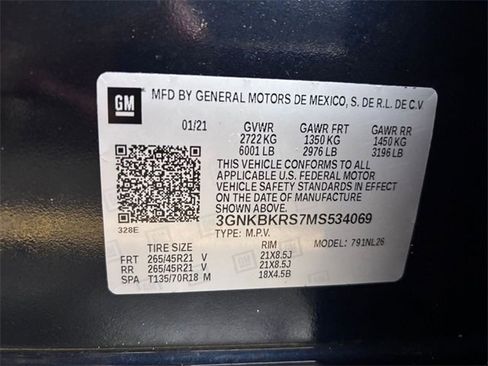 GM MFD BY GENERAL MOTORS DE MEXICO, S. DE R.L. DE C.V
01/21 GVWR GAWR FRT GAWR RR
2722 KG 1350 KG 1450 KG
6001 LB 2976 LB 3196 LB
THIS VEHICLE CONFORMS TO ALL
APPLICABLE U.S. FEDERAL MOTOR
VEHICLE SAFETY STANDARDS IN EFFECT
ON THE DATE OF MANUFACTURE
SHOWN ABOVE.
3GNKBKRS7MS534069
328E TYPE: M.P.V. MODEL: 791NL26
TIRE SIZE RIM
FRT 265/45R21 V 21X8.5J
RR 265/45R21 V 21X8.5J
SPA T135/70R18 M 18X4.5B